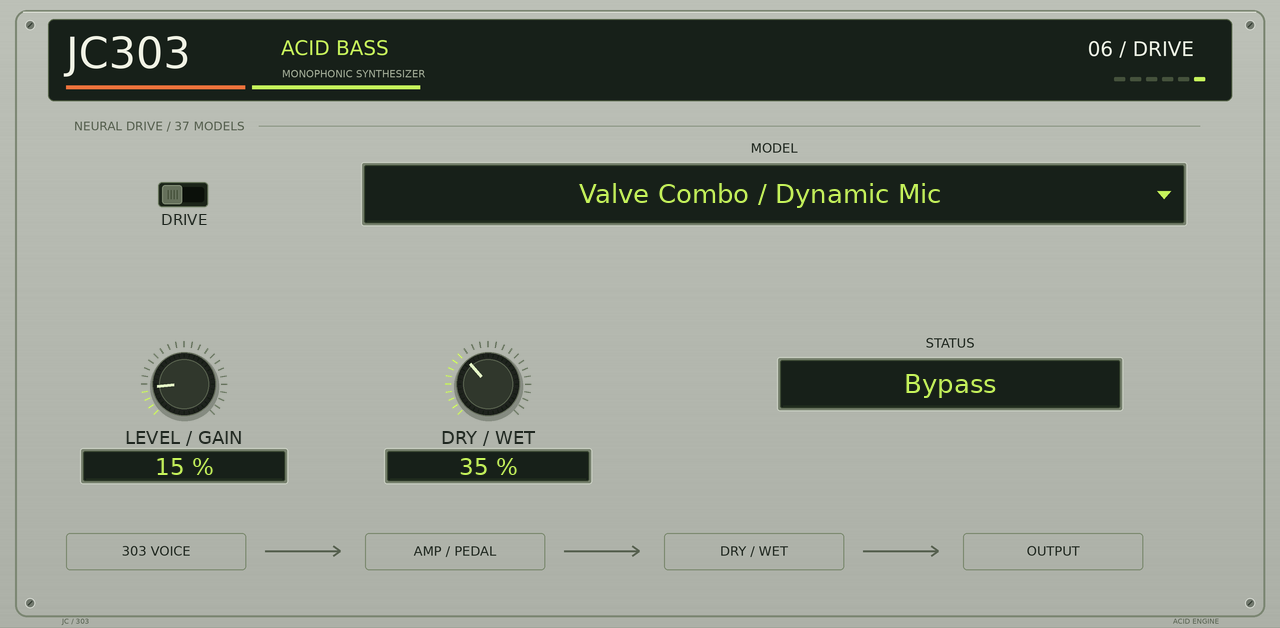 JC303
ACID BASS
MONOPHONIC SYNTHESIZER
06 / DRIVE
NEURAL DRIVE / 37 MODELS
MODEL
Valve Combo / Dynamic Mic
DRIVE
STATUS
Bypass
LEVEL / GAIN
DRY / WET
15 %
35 %
303 VOICE
AMP / PEDAL
DRY / WET
OUTPUT
JC / 303
ACID ENGINE